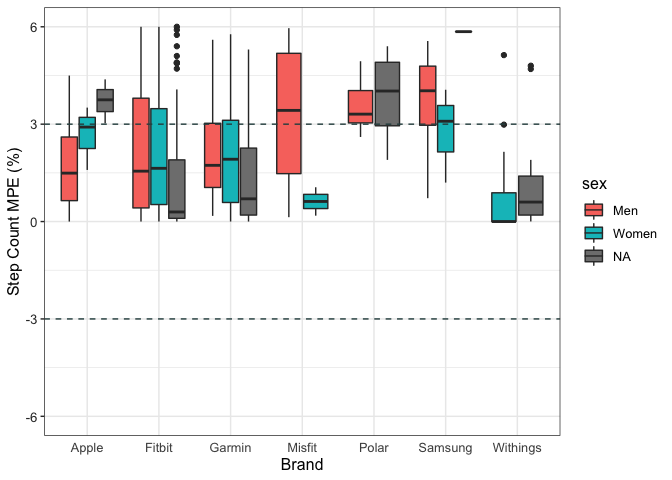 Step Count MPE (%)
6
3
0
-3
-6
Apple Fitbit Garmin Misfit Polar Samsung Withings
Brand
sex
Men
Women
NA